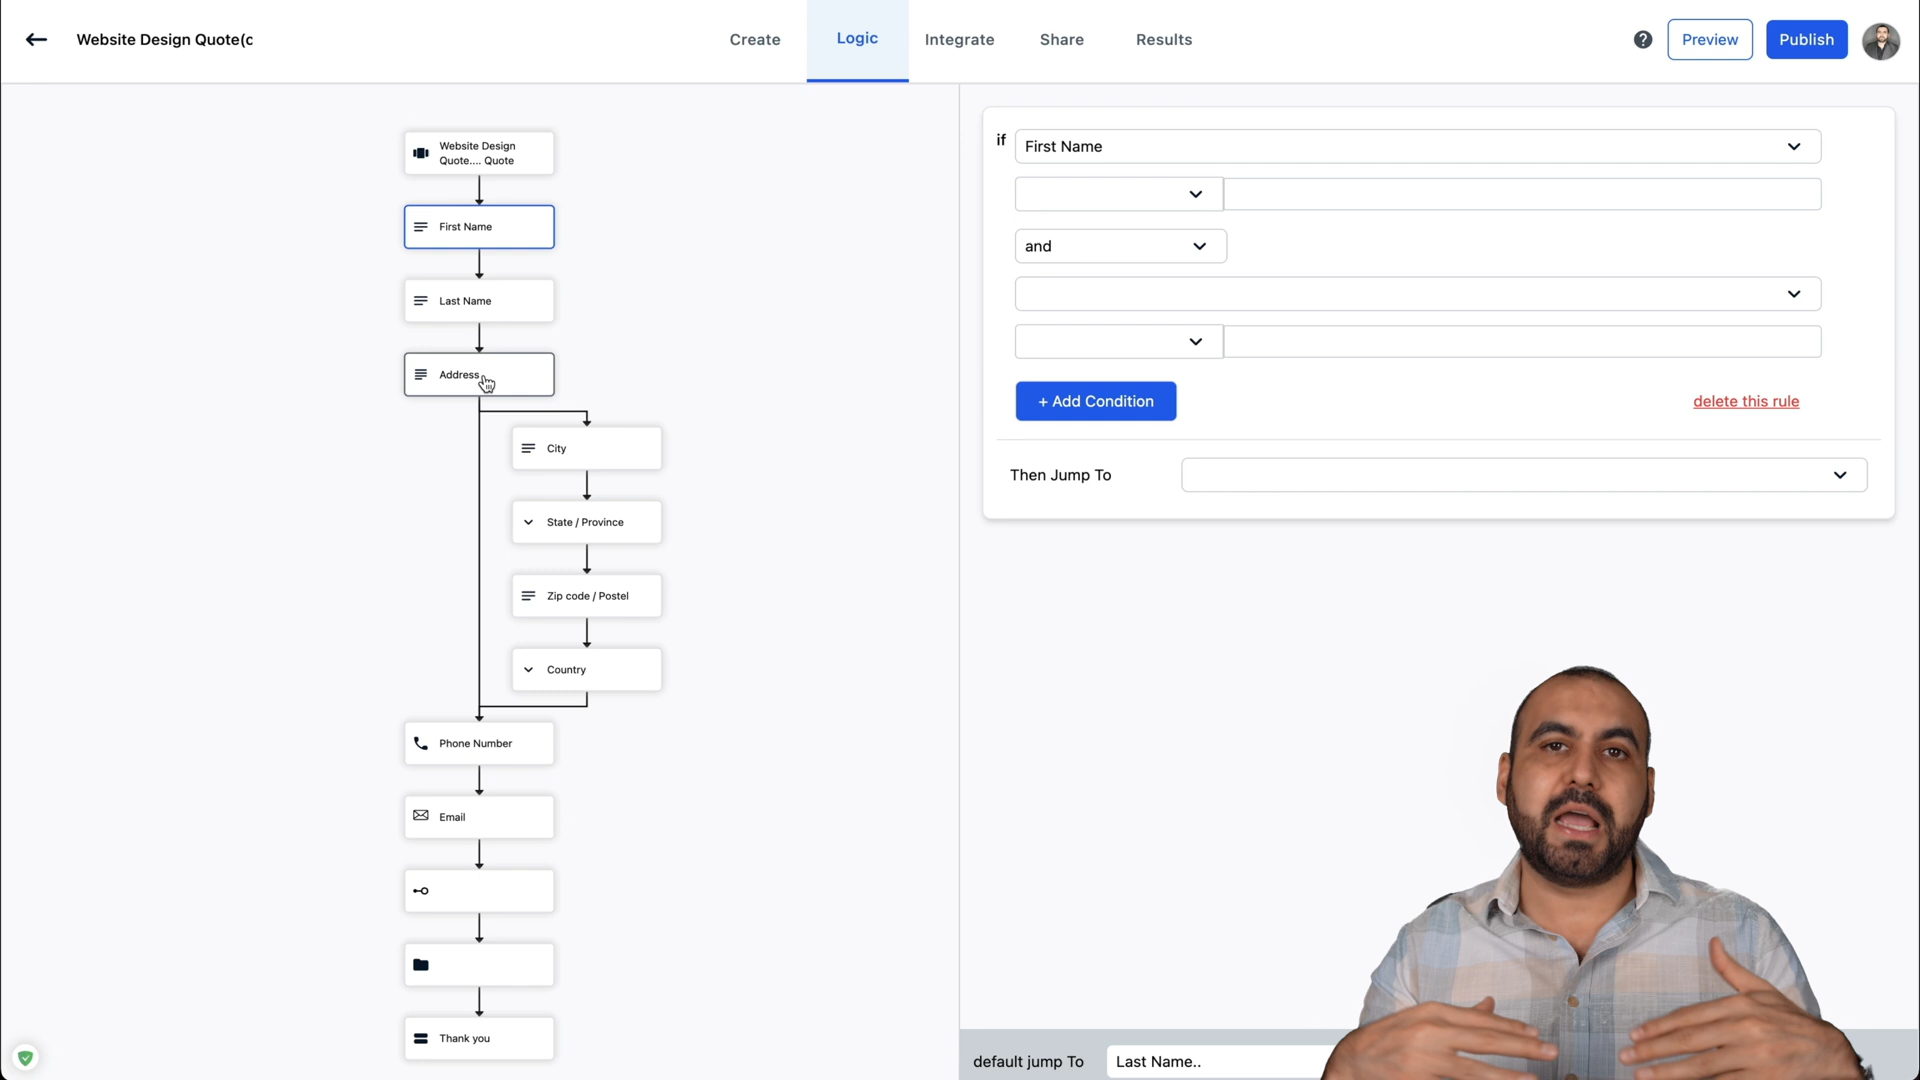 Website Design Quote(c
Create
Logic
Integrate
Share
Results
?
Preview
Publish
Website Design
Quote.... Quote
First Name
Last Name
Address
City
State / Province
Zip code / Postel
Country
Phone Number
Email
Thank you
if
First Name
and
+ Add Condition
delete this rule
Then Jump To
default jump To
Last Name..